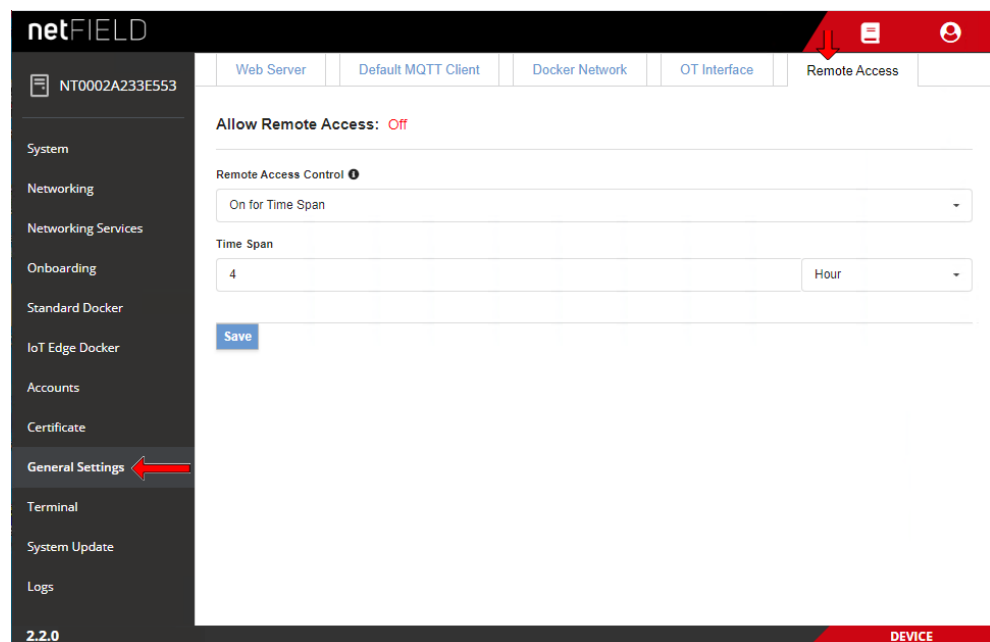 netFIELD
NT0002A233E553
System
Networking
Networking Services
Onboarding
Standard Docker
IoT Edge Docker
Accounts
Certificate
General Settings
Terminal
System Update
Logs
Web Server Default MQTT Client Docker Network OT Interface Remote Access
Allow Remote Access: Off
Remote Access Control
On for Time Span
Time Span
4 Hour
Save
2.2.0 DEVICE